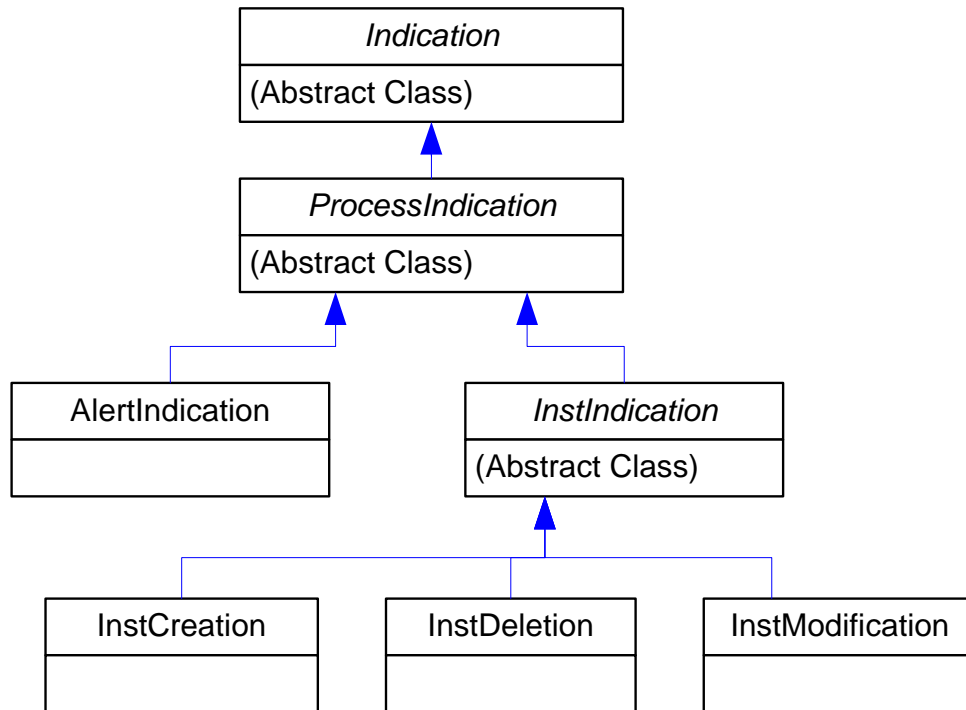 Indication
(Abstract Class)
ProcessIndication
(Abstract Class)
AlertIndication
InstIndication
(Abstract Class)
InstCreation
InstDeletion
InstModification